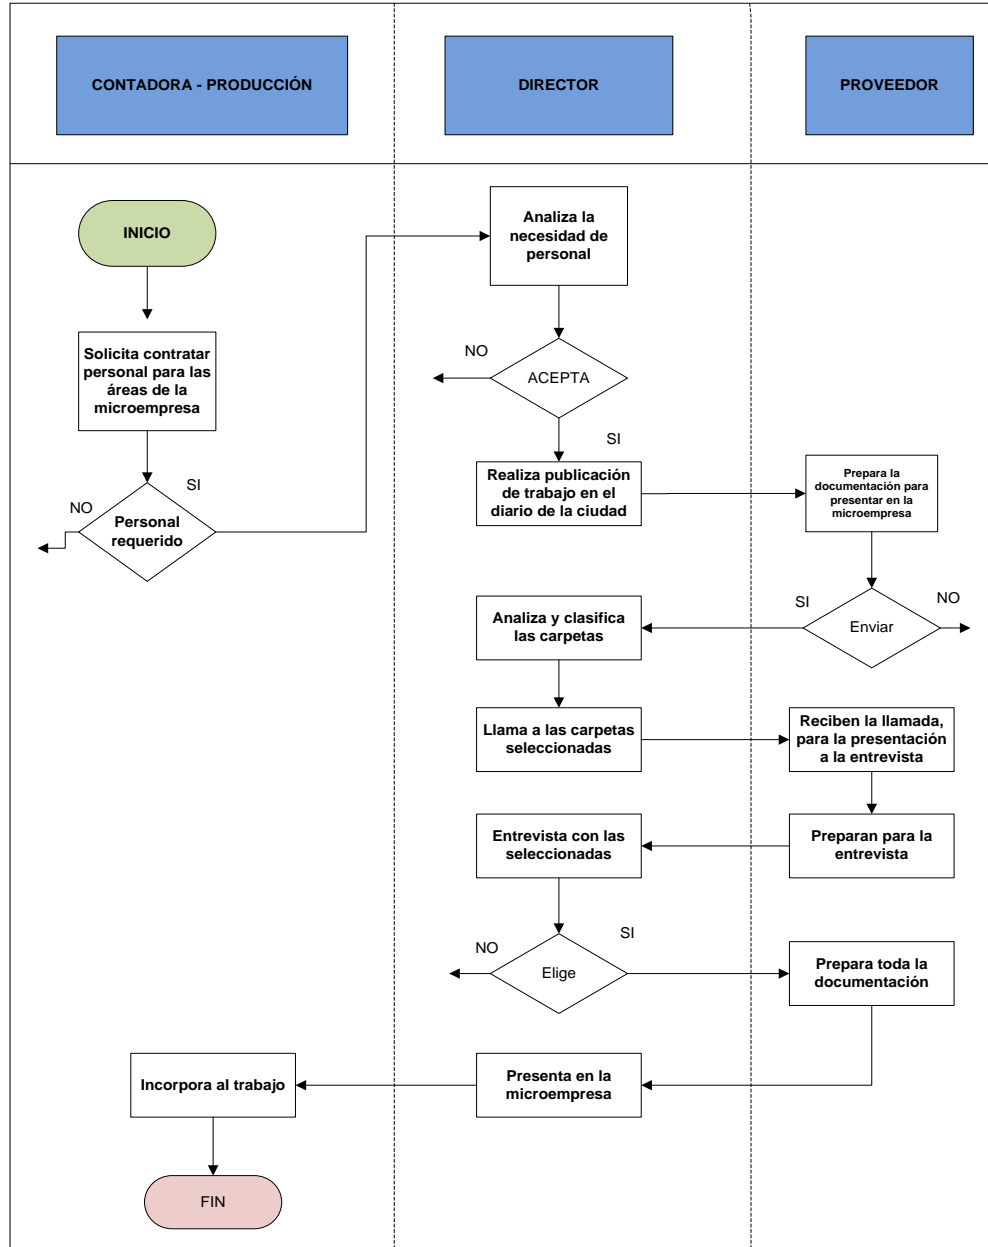 CONTADORA - PRODUCCIÓN
DIRECTOR
PROVEEDOR
INICIO
Analiza la
necesidad de
personal
Solicita contratar
personal para las
áreas de la
microempresa
NO
ACEPTA
SI
Realiza publicación
de trabajo en el
diario de la ciudad
Prepara la
documentación para
presentar en la
microempresa
SI
NO
Personal
requerido
SI
NO
Enviar
Analiza y clasifica
las carpetas
Llama a las carpetas
seleccionadas
Reciben la llamada,
para la presentación
a la entrevista
Entrevista con las
seleccionadas
Preparan para la
entrevista
NO
SI
Elige
Prepara toda la
documentación
Incorpora al trabajo
Presenta en la
microempresa
FIN